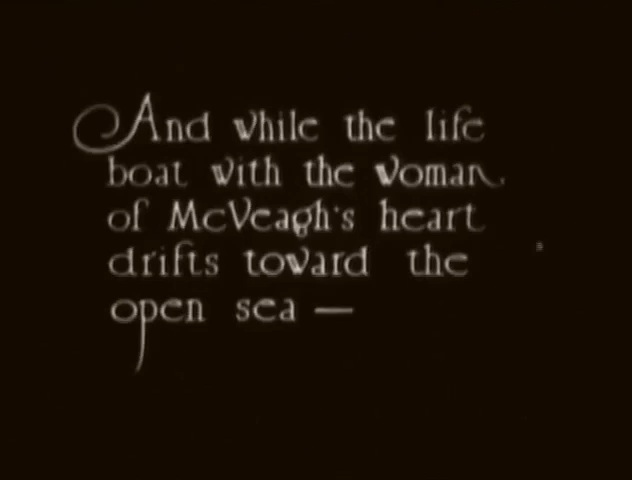 And while the life
boat with the woman
of McVeagh's heart
drifts toward the
open sea —